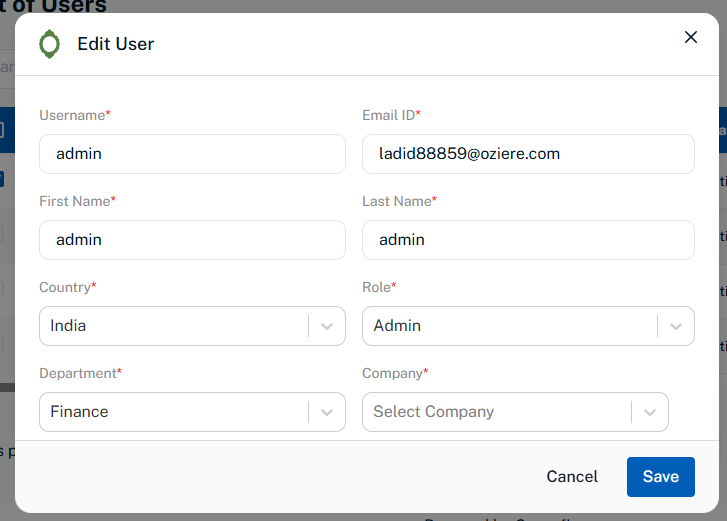 t of Users
Edit User
Username* Email ID*
admin ladid88859@oziere.com
First Name* Last Name*
admin admin
Country* Role*
India Admin
Department* Company*
Finance Select Company
Cancel Save